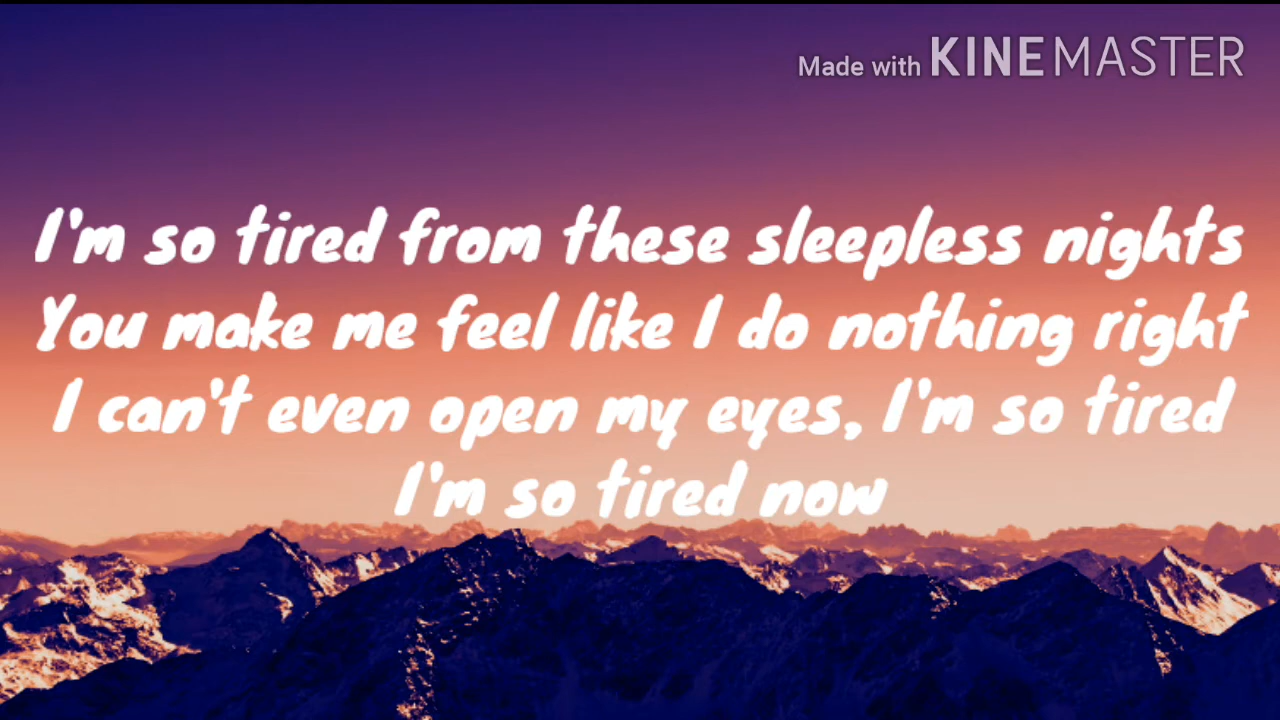 Made with KINEMASTER
I'm so tired from these sleepless nights
You make me feel like I do nothing right
I can't even open my eyes, I'm so tired
I'm so tired now